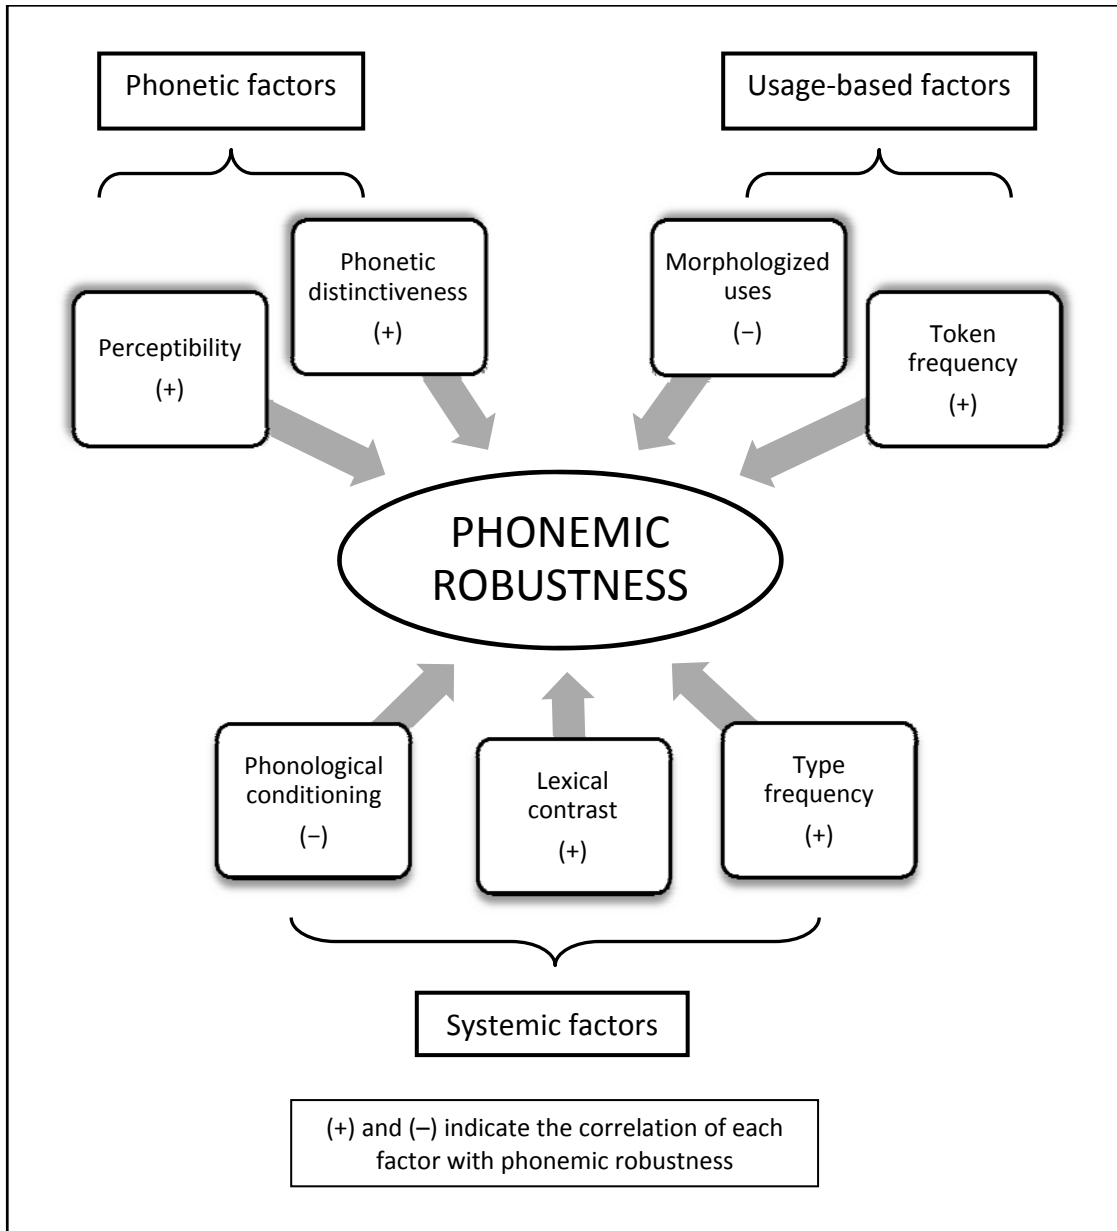 Phonetic factors
Usage-based factors
Phonetic
distinctiveness
(+)
Perceptibility
(+)
Morphologized
uses
(−)
Token
frequency
(+)
PHONEMIC
ROBUSTNESS
Phonological
conditioning
(−)
Lexical
contrast
(+)
Type
frequency
(+)
Systemic factors
(+) and (−) indicate the correlation of each
factor with phonemic robustness